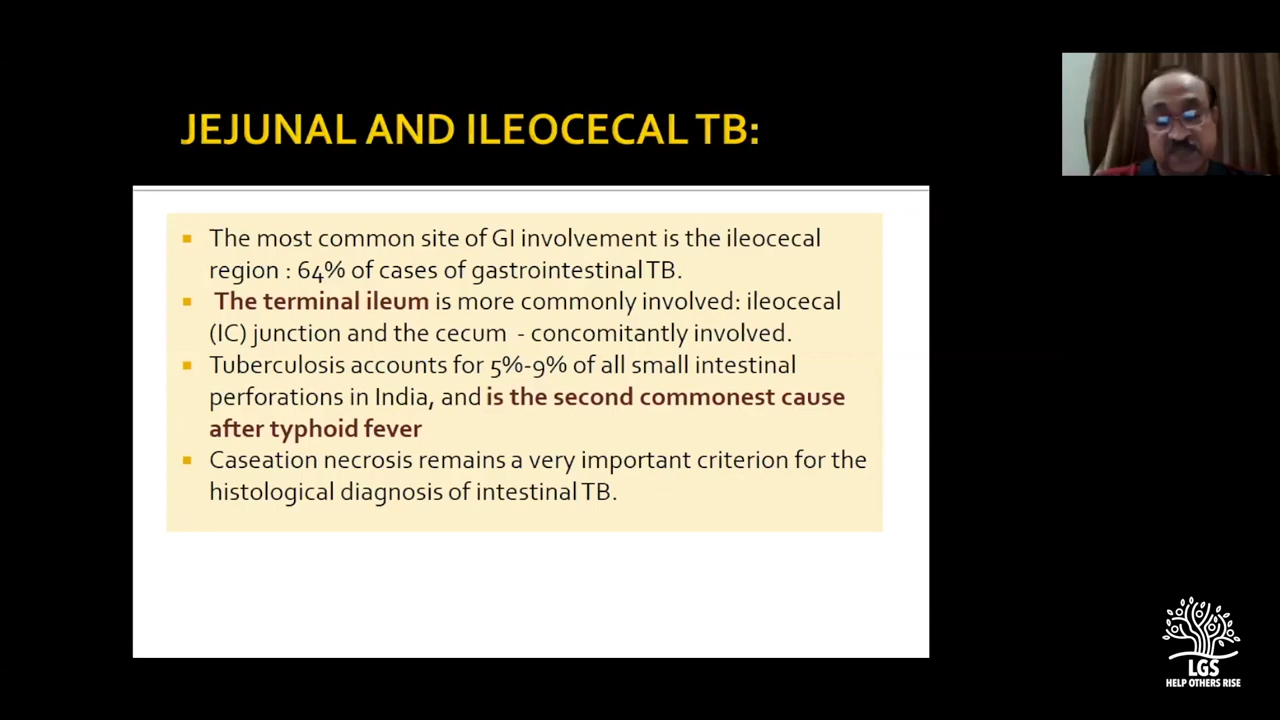 JEJUNAL AND ILEOCECAL TB:
▪ The most common site of GI involvement is the ileocecal
region : 64% of cases of gastrointestinal TB.
▪ The terminal ileum is more commonly involved: ileocecal
(IC) junction and the cecum - concomitantly involved.
▪ Tuberculosis accounts for 5%-9% of all small intestinal
perforations in India, and is the second commonest cause
after typhoid fever
▪ Caseation necrosis remains a very important criterion for the
histological diagnosis of intestinal TB.
LGS
HELP OTHERS RISE